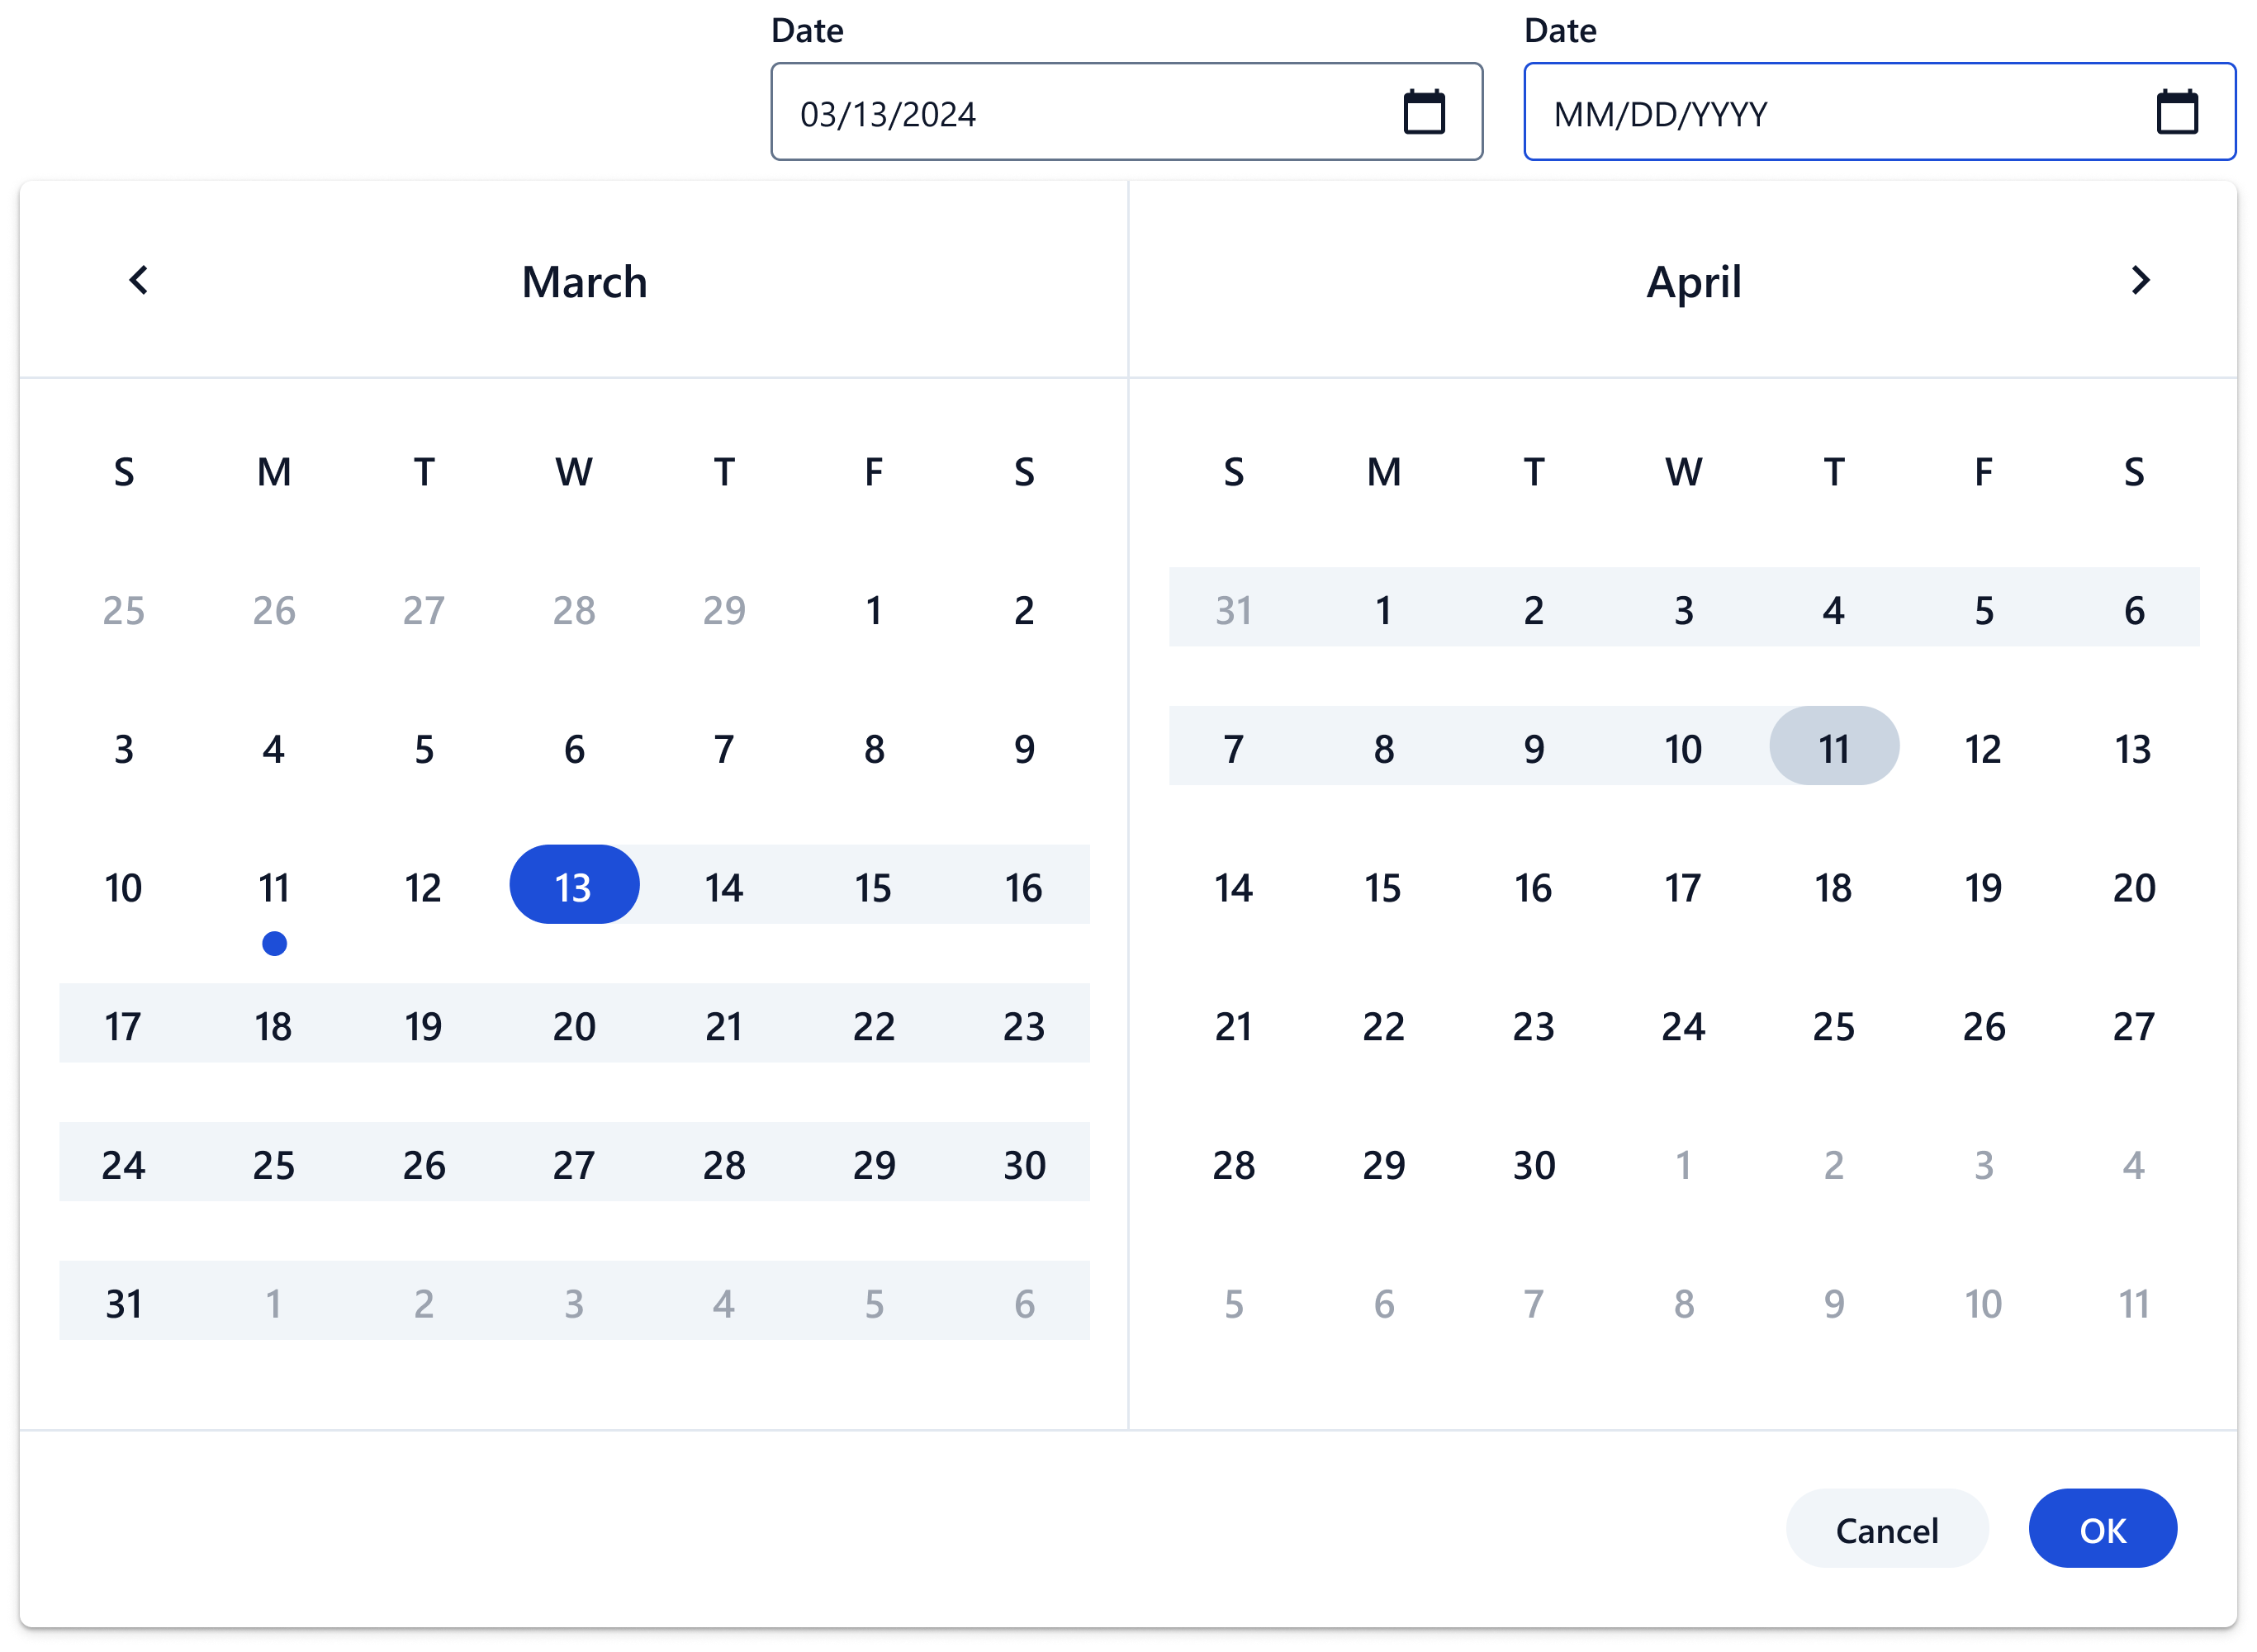 Date Date
03/13/2024 MM/DD/YYYY
March April
S M T W T F S S M T W T F S
25 26 27 28 29 1 2 31 1 2 3 4 5 6
3 4 5 6 7 8 9 7 8 9 10 11 12 13
10 11 12 13 14 15 16 14 15 16 17 18 19 20
17 18 19 20 21 22 23 21 22 23 24 25 26 27
24 25 26 27 28 29 30 28 29 30 1 2 3 4
31 1 2 3 4 5 6 5 6 7 8 9 10 11
Cancel OK